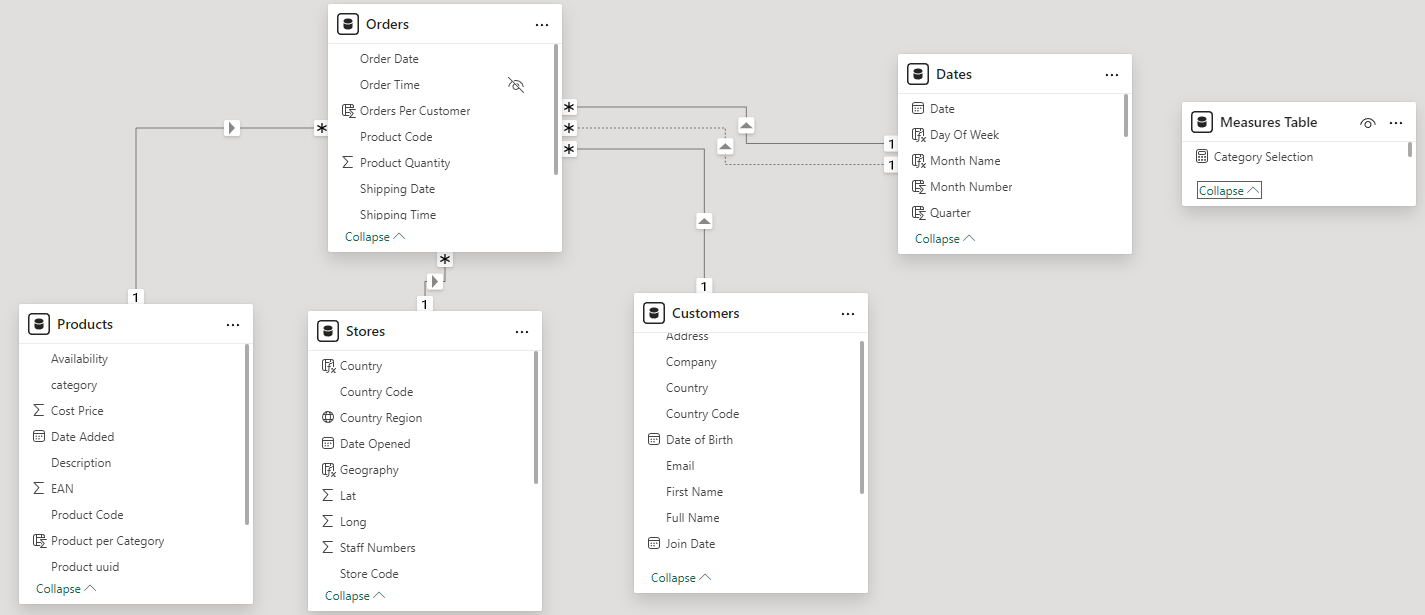 Orders
Order Date
Order Time
Orders Per Customer
Product Code
Product Quantity
Shipping Date
Shipping Time
Collapse
*
*
*
*
*
1
1
1
1
1
Dates
Date
Day Of Week
Month Name
Month Number
Quarter
Collapse
Measures Table
Category Selection
Collapse
Products
Availability
category
Cost Price
Date Added
Description
EAN
Product Code
Product per Category
Product uuid
Collapse
Stores
Country
Country Code
Country Region
Date Opened
Geography
Lat
Long
Staff Numbers
Store Code
Collapse
Customers
Address
Company
Country
Country Code
Date of Birth
Email
First Name
Full Name
Join Date
Collapse